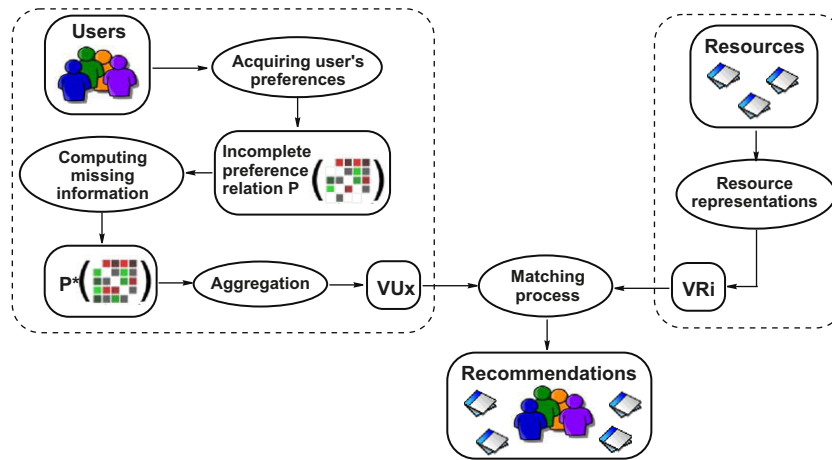 Users
Acquiring user's
preferences
Incomplete
preference
relation P
Computing
missing
information
P*
Aggregation
VUx
Matching
process
Resources
Resource
representations
VRi
Recommendations